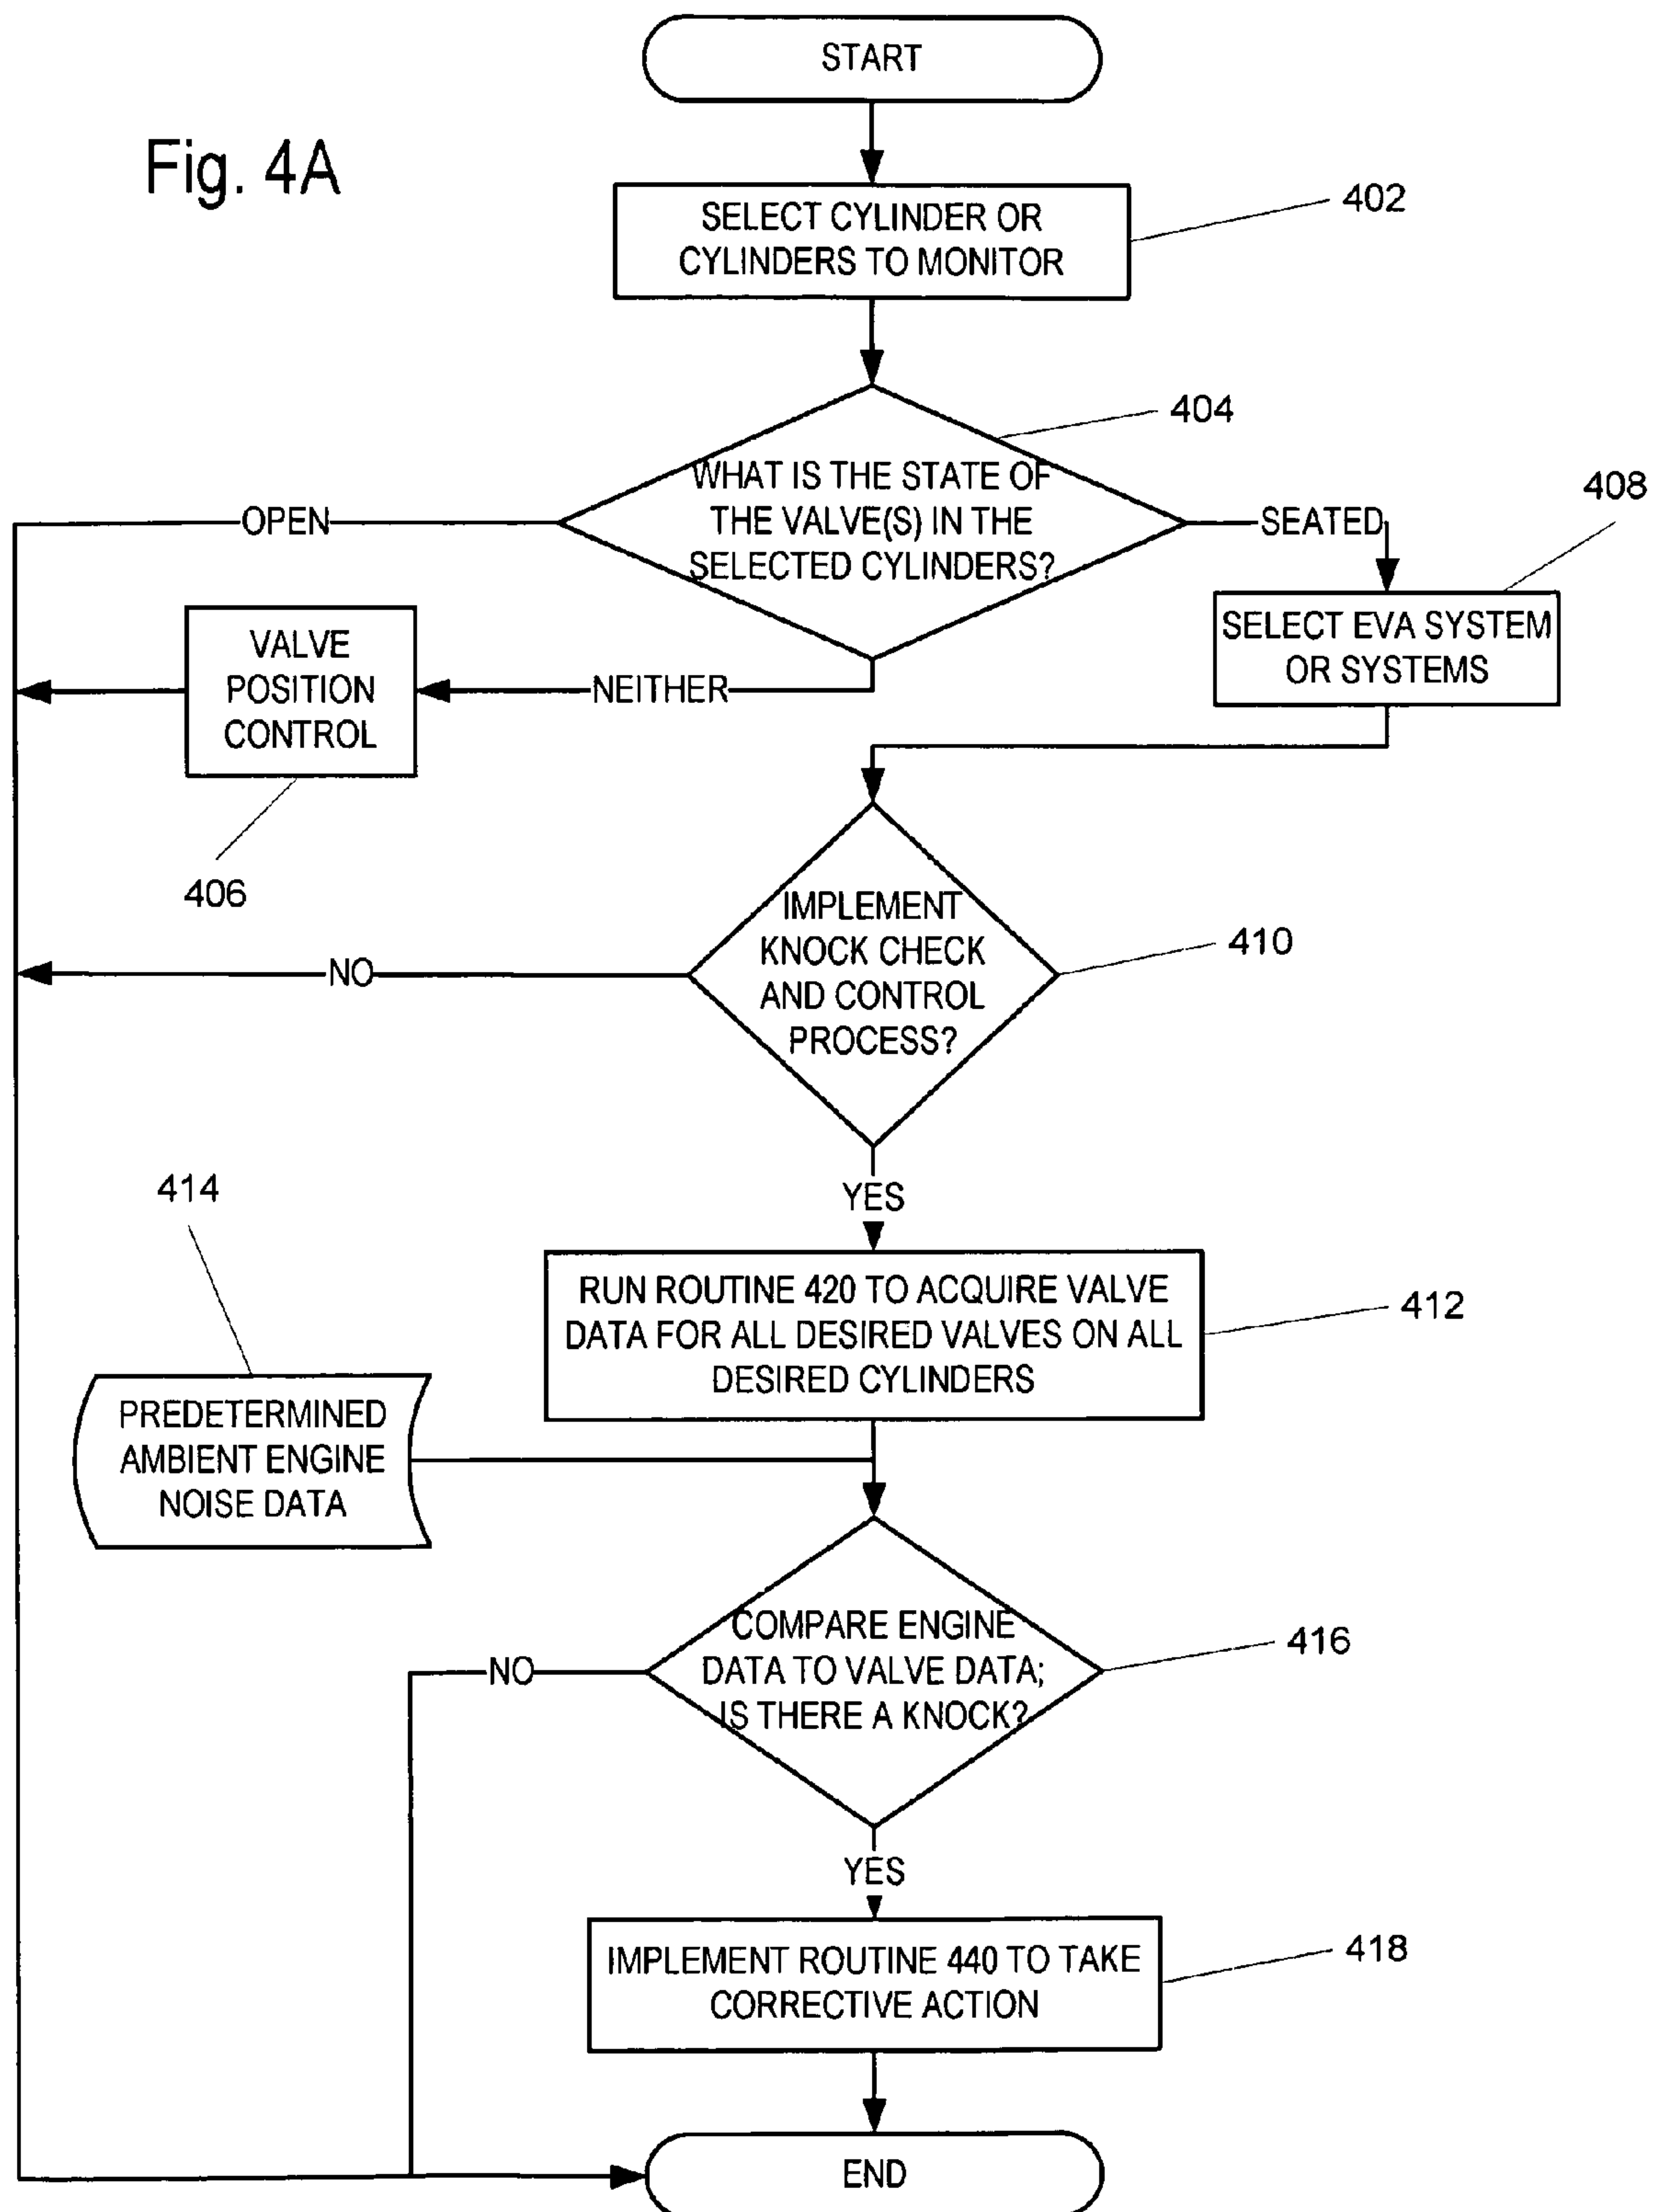 START
Fig. 4A
SELECT CYLINDER OR
CYLINDERS TO MONITOR
402
404
WHAT IS THE STATE OF
THE VALVE(S) IN THE
SELECTED CYLINDERS?
OPEN
SEATED
408
VALVE
POSITION
CONTROL
NEITHER
SELECT EVA SYSTEM
OR SYSTEMS
406
IMPLEMENT
KNOCK CHECK
AND CONTROL
PROCESS?
410
NO
YES
414
RUN ROUTINE 420 TO ACQUIRE VALVE
DATA FOR ALL DESIRED VALVES ON ALL
DESIRED CYLINDERS
412
PREDETERMINED
AMBIENT ENGINE
NOISE DATA
COMPARE ENGINE
DATA TO VALVE DATA;
IS THERE A KNOCK?
416
NO
YES
IMPLEMENT ROUTINE 440 TO TAKE
CORRECTIVE ACTION
418
END